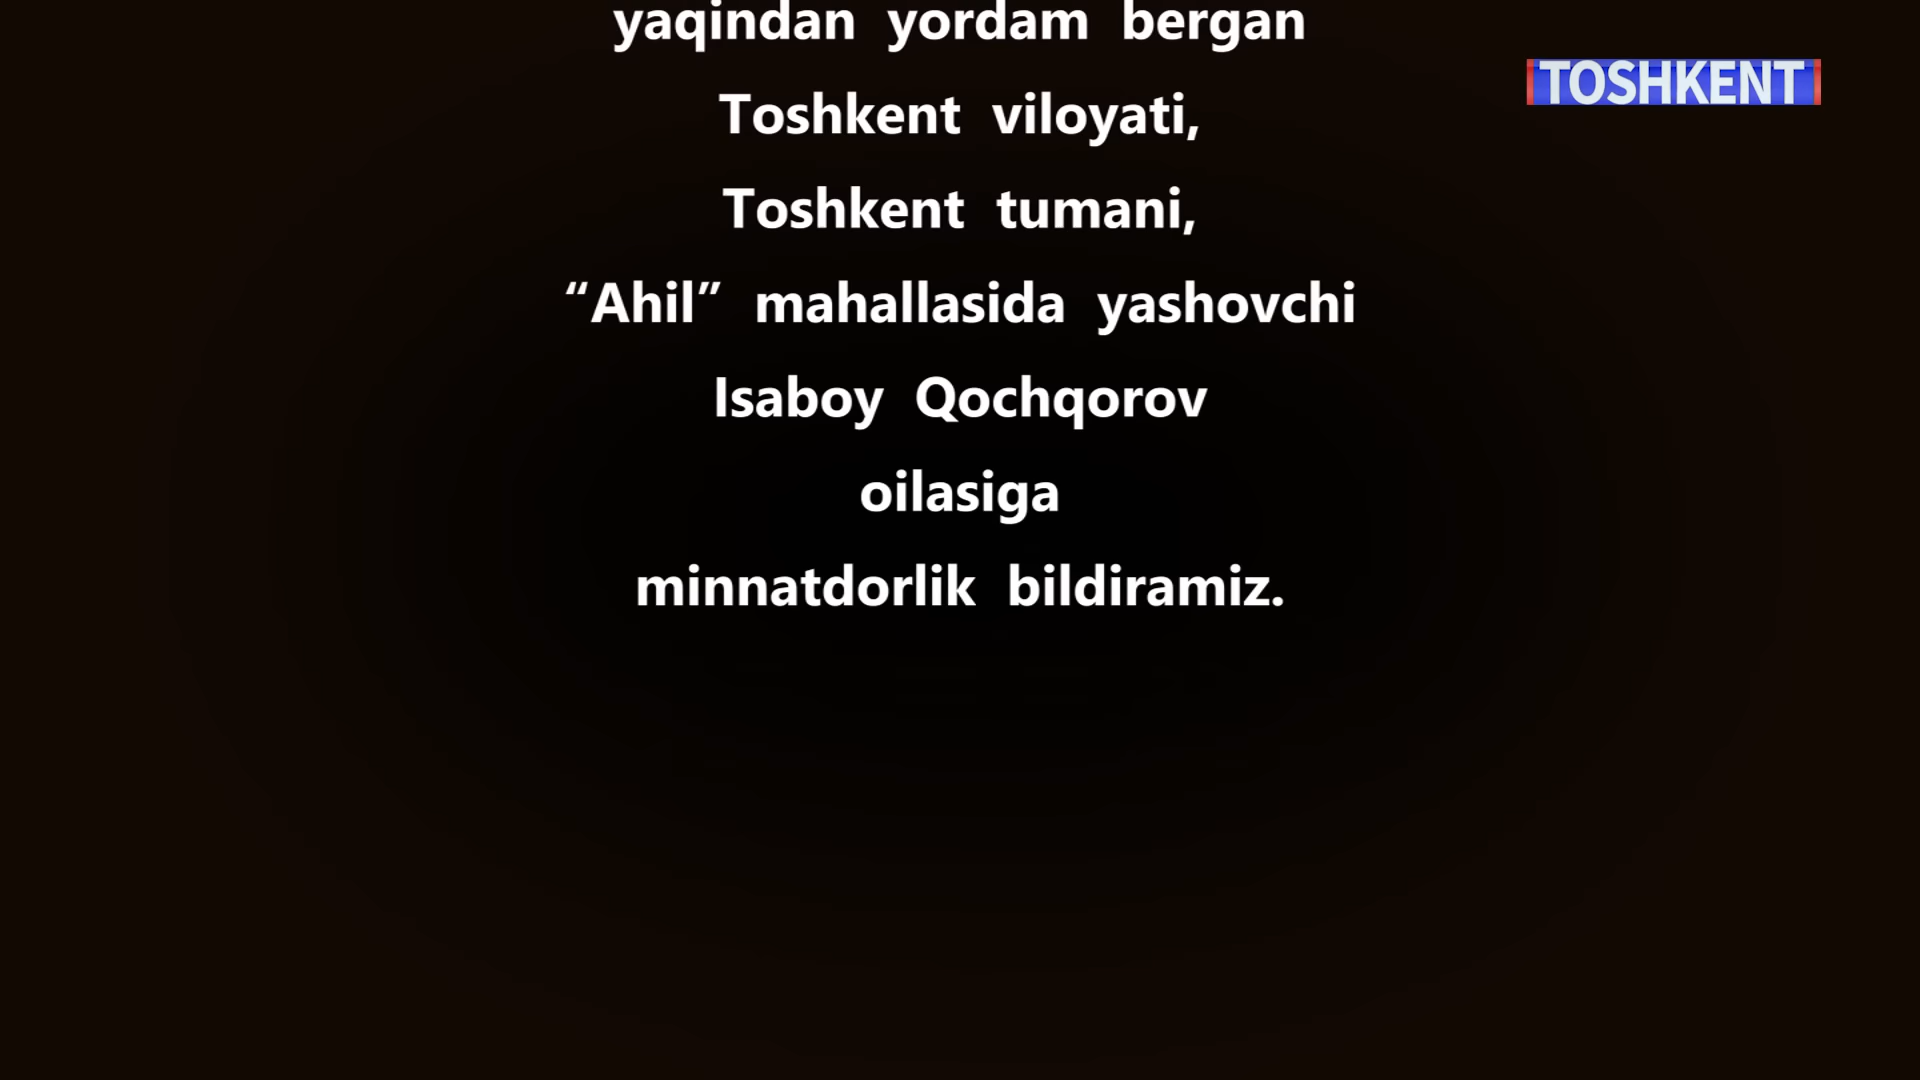 yaqindan yordam bergan
TOSHKENT
Toshkent viloyati,
Toshkent tumani,
“Ahil” mahallasida yashovchi
Isaboy Qochqorov
oilasiga
minnatdorlik bildiramiz.